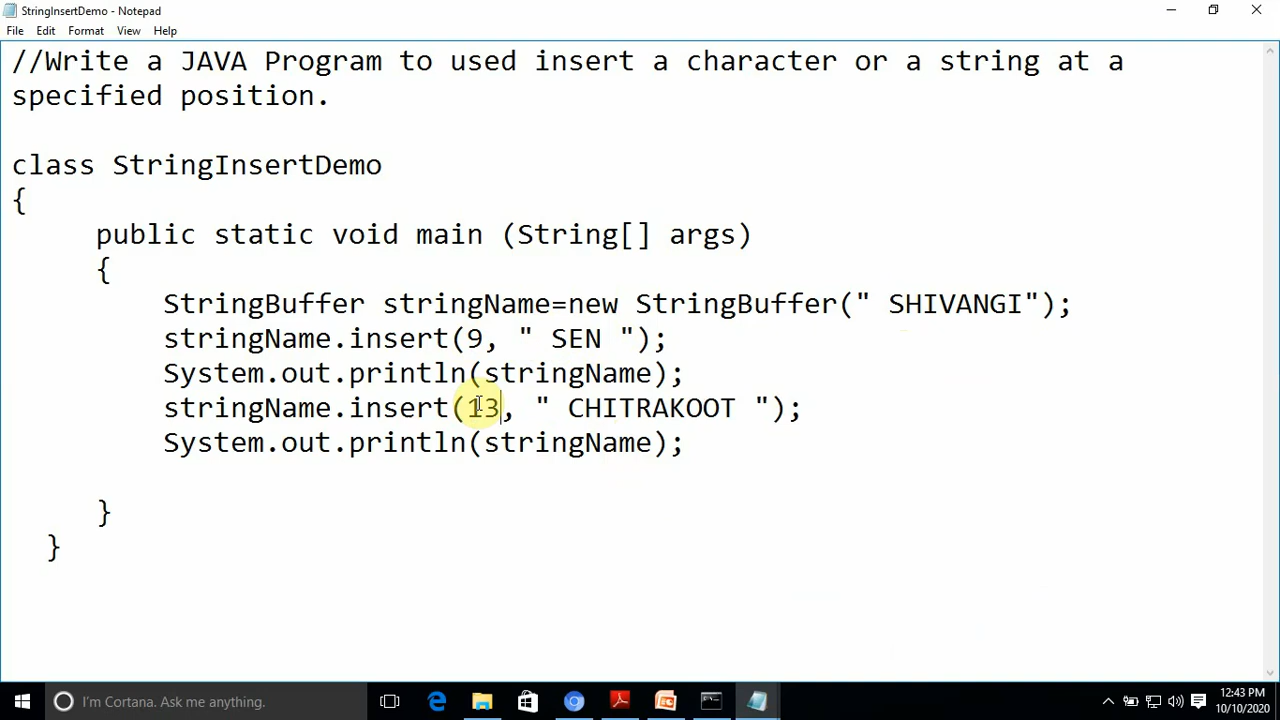 StringInsertDemo - Notepad
File Edit Format View Help
//Write a JAVA Program to used insert a character or a string at a
specified position.
class StringInsertDemo
{
public static void main (String[] args)
{
StringBuffer stringName=new StringBuffer(" SHIVANGI");
stringName.insert(9, " SEN ");
System.out.println(stringName);
stringName.insert(13, " CHITRAKOOT ");
System.out.println(stringName);
}
}
I'm Cortana. Ask me anything.
12:43 PM
10/10/2020